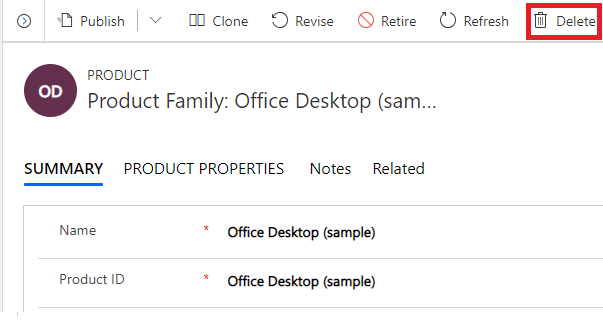 Publish Clone Revise Retire Refresh Delete
OD
PRODUCT
Product Family: Office Desktop (sam...
SUMMARY PRODUCT PROPERTIES Notes Related
Name * Office Desktop (sample)
Product ID * Office Desktop (sample)